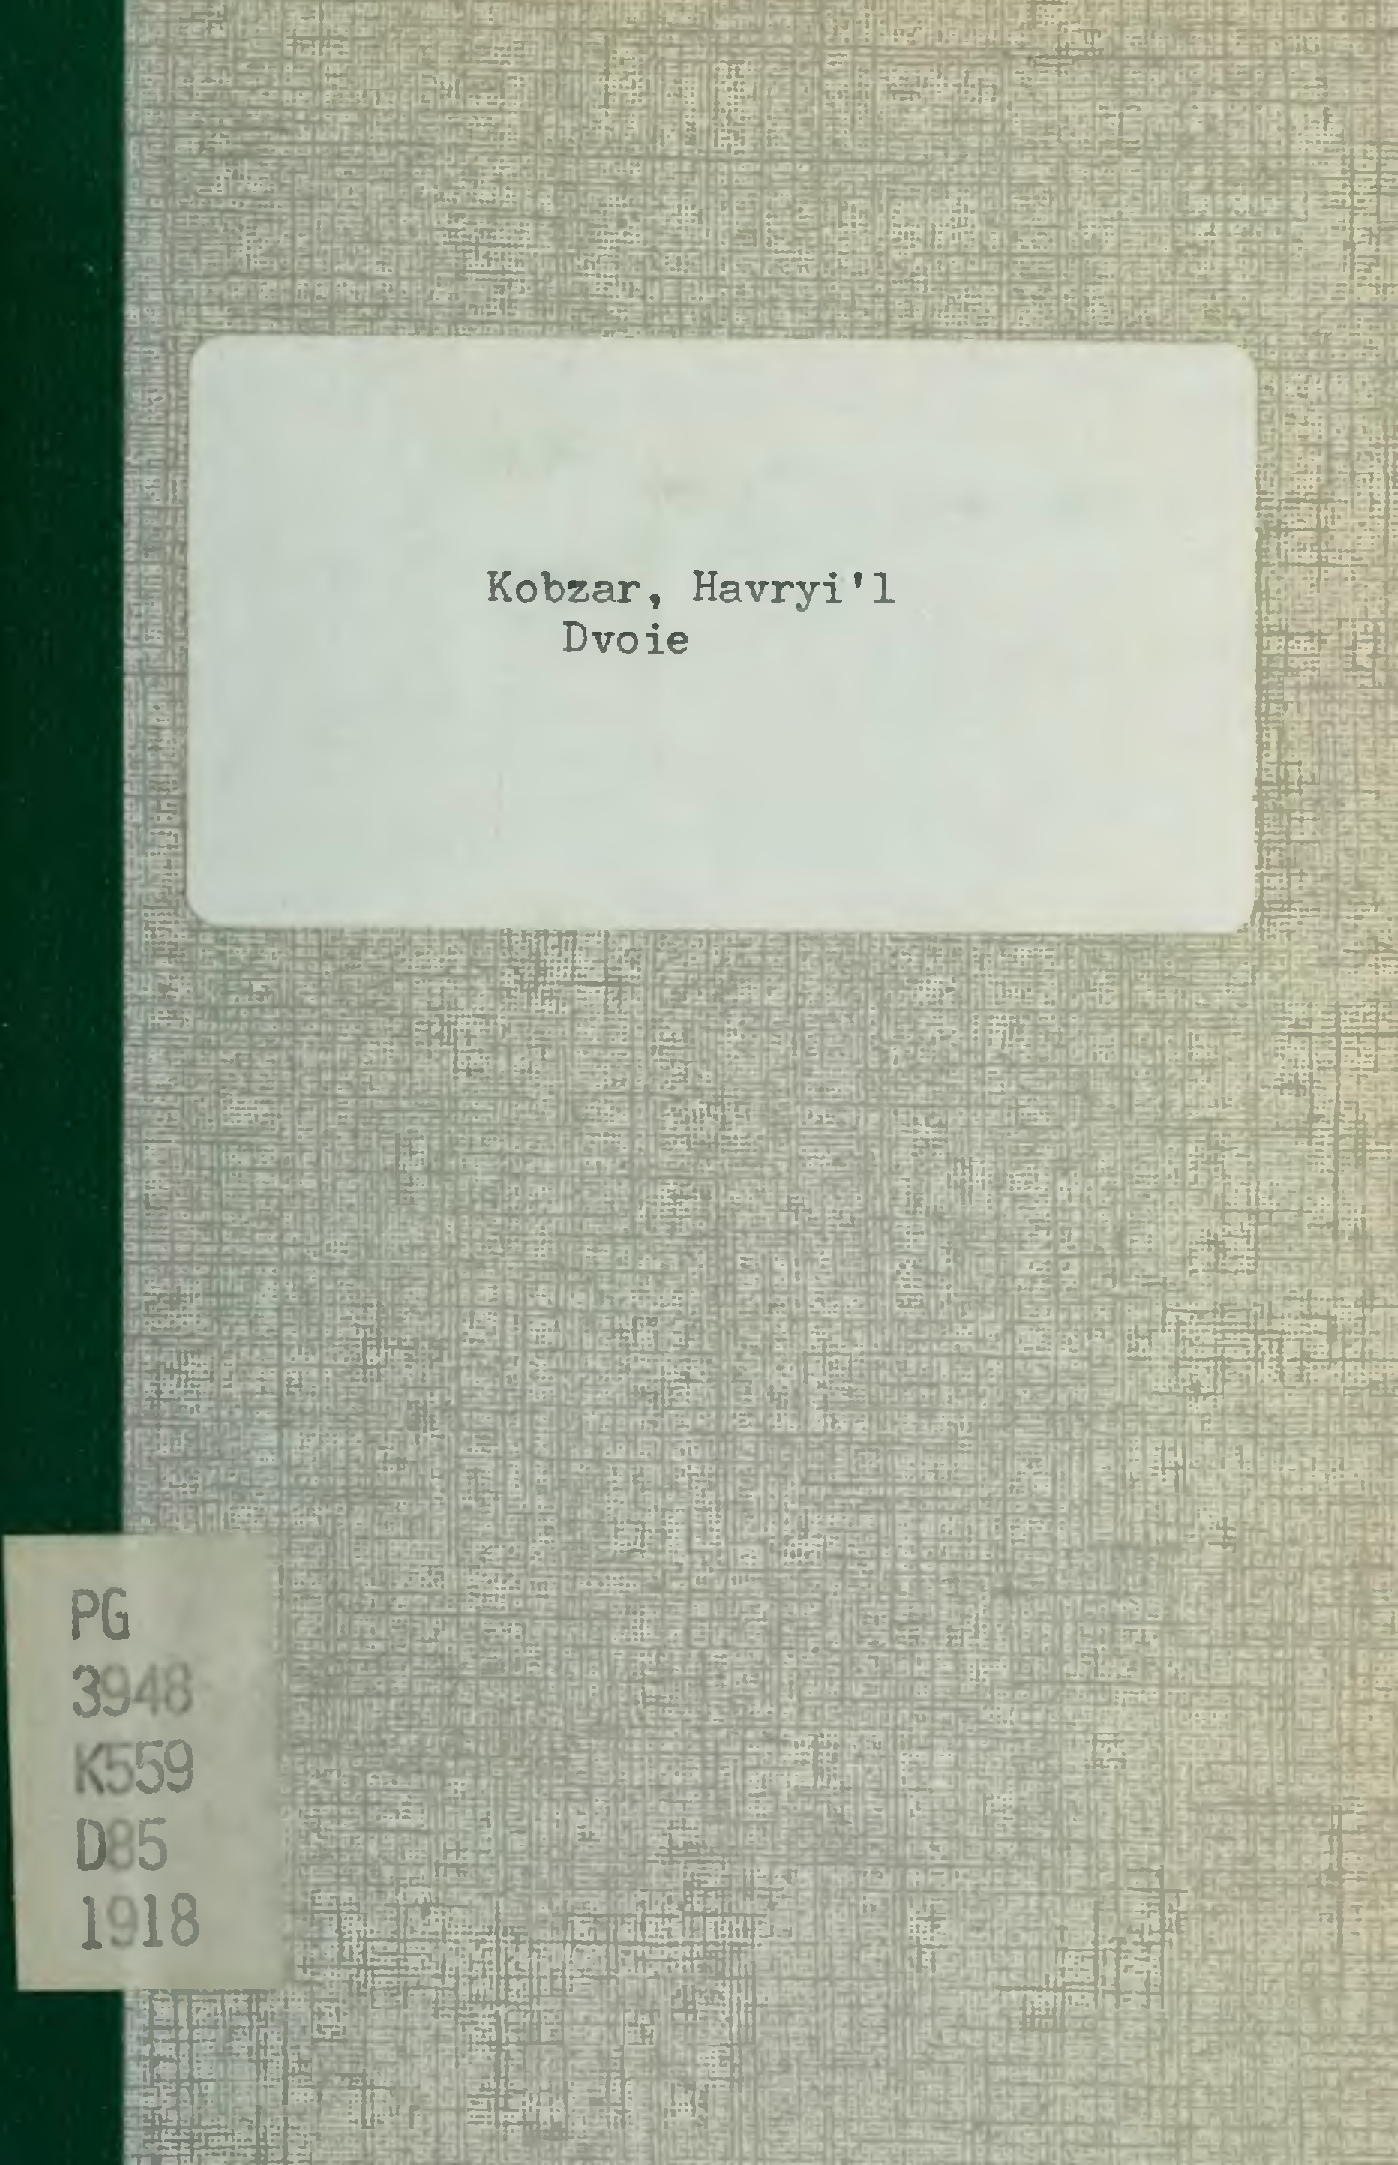 Kobzar, Havryi'l
Dvoie
PG
3948
K559
D85
1918